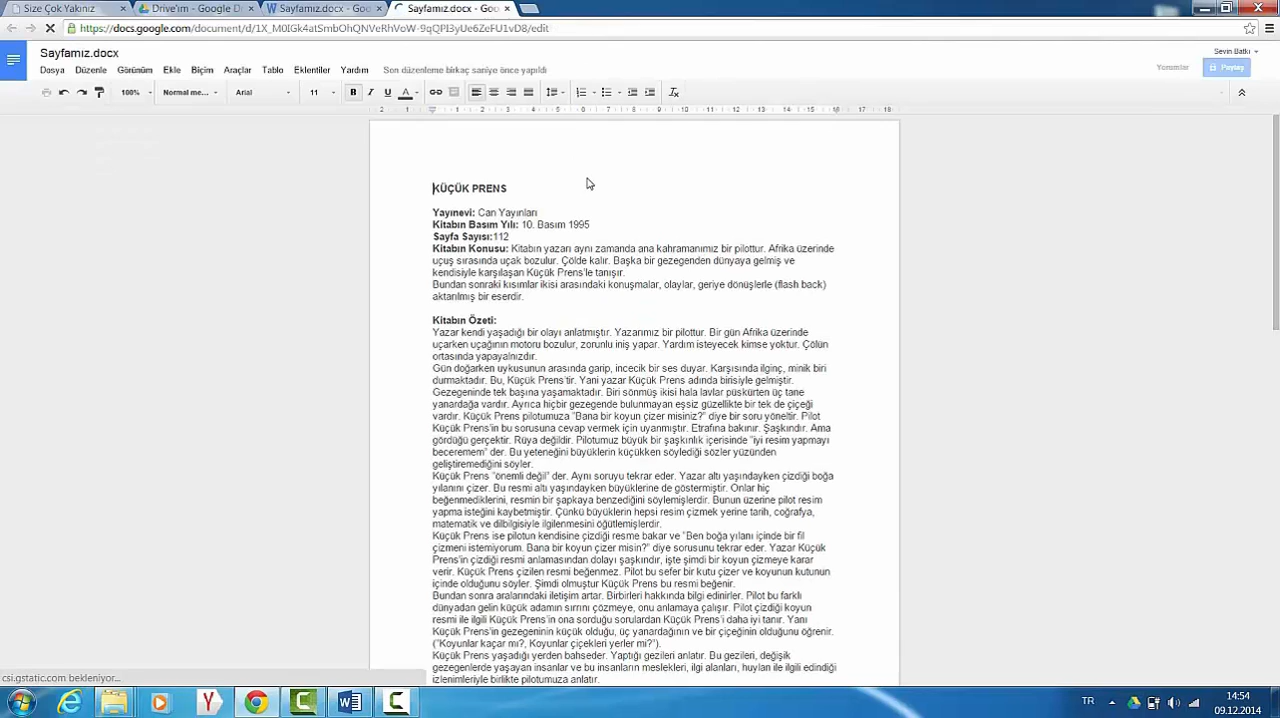 Size Çok Yakınız
Drive'ım - Google D
Sayfamız.docx - Goo
Sayfamız.docx - Goo
https://docs.google.com/document/d/1X_M0IGk4atSmbOhQNVeRhVoW-9qQPI3yUe6ZeFU1vD8/edit
Sayfamız.docx
Sevin Batkı
Dosya Düzenle Görünüm Ekle Biçim Araçlar Tablo Eklentiler Yardım Son düzenleme birkaç saniye önce yapıldı
Yorumlar Paylaş
100% Normal me... Arial 11 B I U A
2 1 1 2 3 4 5 6 7 8 9 10 11 12 13 14 15 16 17 18
KÜÇÜK PRENS
Yayınevi: Can Yayınları
Kitabın Basım Yılı: 10. Basım 1995
Sayfa Sayısı:112
Kitabın Konusu: Kitabın yazarı aynı zamanda ana kahramanımız bir pilottur. Afrika üzerinde
uçuş sırasında uçak bozulur. Çölde kalır. Başka bir gezegenden dünyaya gelmiş ve
kendisiyle karşılaşan Küçük Prens'le tanışır.
Bundan sonraki kısımlar ikisi arasındaki konuşmalar, olaylar, geriye dönüşlerle (flash back)
aktarılmış bir eserdir.
Kitabın Özeti:
Yazar kendi yaşadığı bir olayı anlatmıştır. Yazarımız bir pilottur. Bir gün Afrika üzerinde
uçarken uçağının motoru bozulur, zorunlu iniş yapar. Yardım isteyecek kimse yoktur. Çölün
ortasında yapayalnızdır.
Gün doğarken uykusunun arasında garip, incecik bir ses duyar. Karşısında ilginç, minik biri
durmaktadır. Bu, Küçük Prens'tir. Yani yazar Küçük Prens adında birisiyle gelmiştir.
Gezegeninde tek başına yaşamaktadır. Biri sönmüş ikisi hala lavlar püskürten üç tane
yanardağa vardır. Ayrıca hiçbir gezegende bulunmayan eşsiz güzellikte bir tek de çiçeği
vardır. Küçük Prens pilotumuza "Bana bir koyun çizer misiniz?" diye bir soru yöneltir. Pilot
Küçük Prens'in bu sorusuna cevap vermek için uyanmıştır. Etrafına bakınır. Şaşkındır. Ama
gördüğü gerçektir. Rüya değildir. Pilotumuz büyük bir şaşkınlık içerisinde "iyi resim yapmayı
beceremem" der. Bu yeteneğini büyüklerin küçükken söylediği sözler yüzünden
geliştiremediğini söyler.
Küçük Prens "önemli değil" der. Aynı soruyu tekrar eder. Yazar altı yaşındayken çizdiği boğa
yılanını çizer. Bu resmi altı yaşındayken büyüklerine de göstermiştir. Onlar hiç
beğenmediklerini, resmin bir şapkaya benzediğini söylemişlerdir. Bunun üzerine pilot resim
yapma isteğini kaybetmiştir. Çünkü büyüklerin hepsi resim çizmek yerine tarih, coğrafya,
matematik ve dilbilgisiyle ilgilenmesini öğütlemişlerdir.
Küçük Prens ise pilotun kendisine çizdiği resme bakar ve "Ben boğa yılanı içinde bir fil
çizmeni istemiyorum. Bana bir koyun çizer misin?" diye sorusunu tekrar eder. Yazar Küçük
Prens'in çizdiği resmi anlamasından dolayı şaşkındır, işte şimdi bir koyun çizmeye karar
verir. Küçük Prens çizilen resmi beğenmez. Pilot bu sefer bir kutu çizer ve koyunun kutunun
içinde olduğunu söyler. Şimdi olmuştur Küçük Prens bu resmi beğenir.
Bundan sonra aralarındaki iletişim artar. Birbirleri hakkında bilgi edinirler. Pilot bu farklı
dünyadan gelin küçük adamın sırrını çözmeye, onu anlamaya çalışır. Pilot çizdiği koyun
resmi ile ilgili Küçük Prens'in ona sorduğu sorulardan Küçük Prens'i daha iyi tanır. Yanı
Küçük Prens'in gezegeninin küçük olduğu, üç yanardağının ve bir çiçeğinin olduğunu öğrenir.
("Koyunlar kaçar mı?, Koyunlar çiçekleri yerler mi?").
Küçük Prens yaşadığı yerden bahseder. Yaptığı gezileri anlatır. Bu gezileri, değişik
gezegenlerde yaşayan insanlar ve bu insanların meslekleri, ilgi alanları, huyları ile ilgili edindiği
izlenimleriyle birlikte pilotumuza anlatır.
csi.gstatic.com bekleniyor...
TR
14:54
09.12.2014